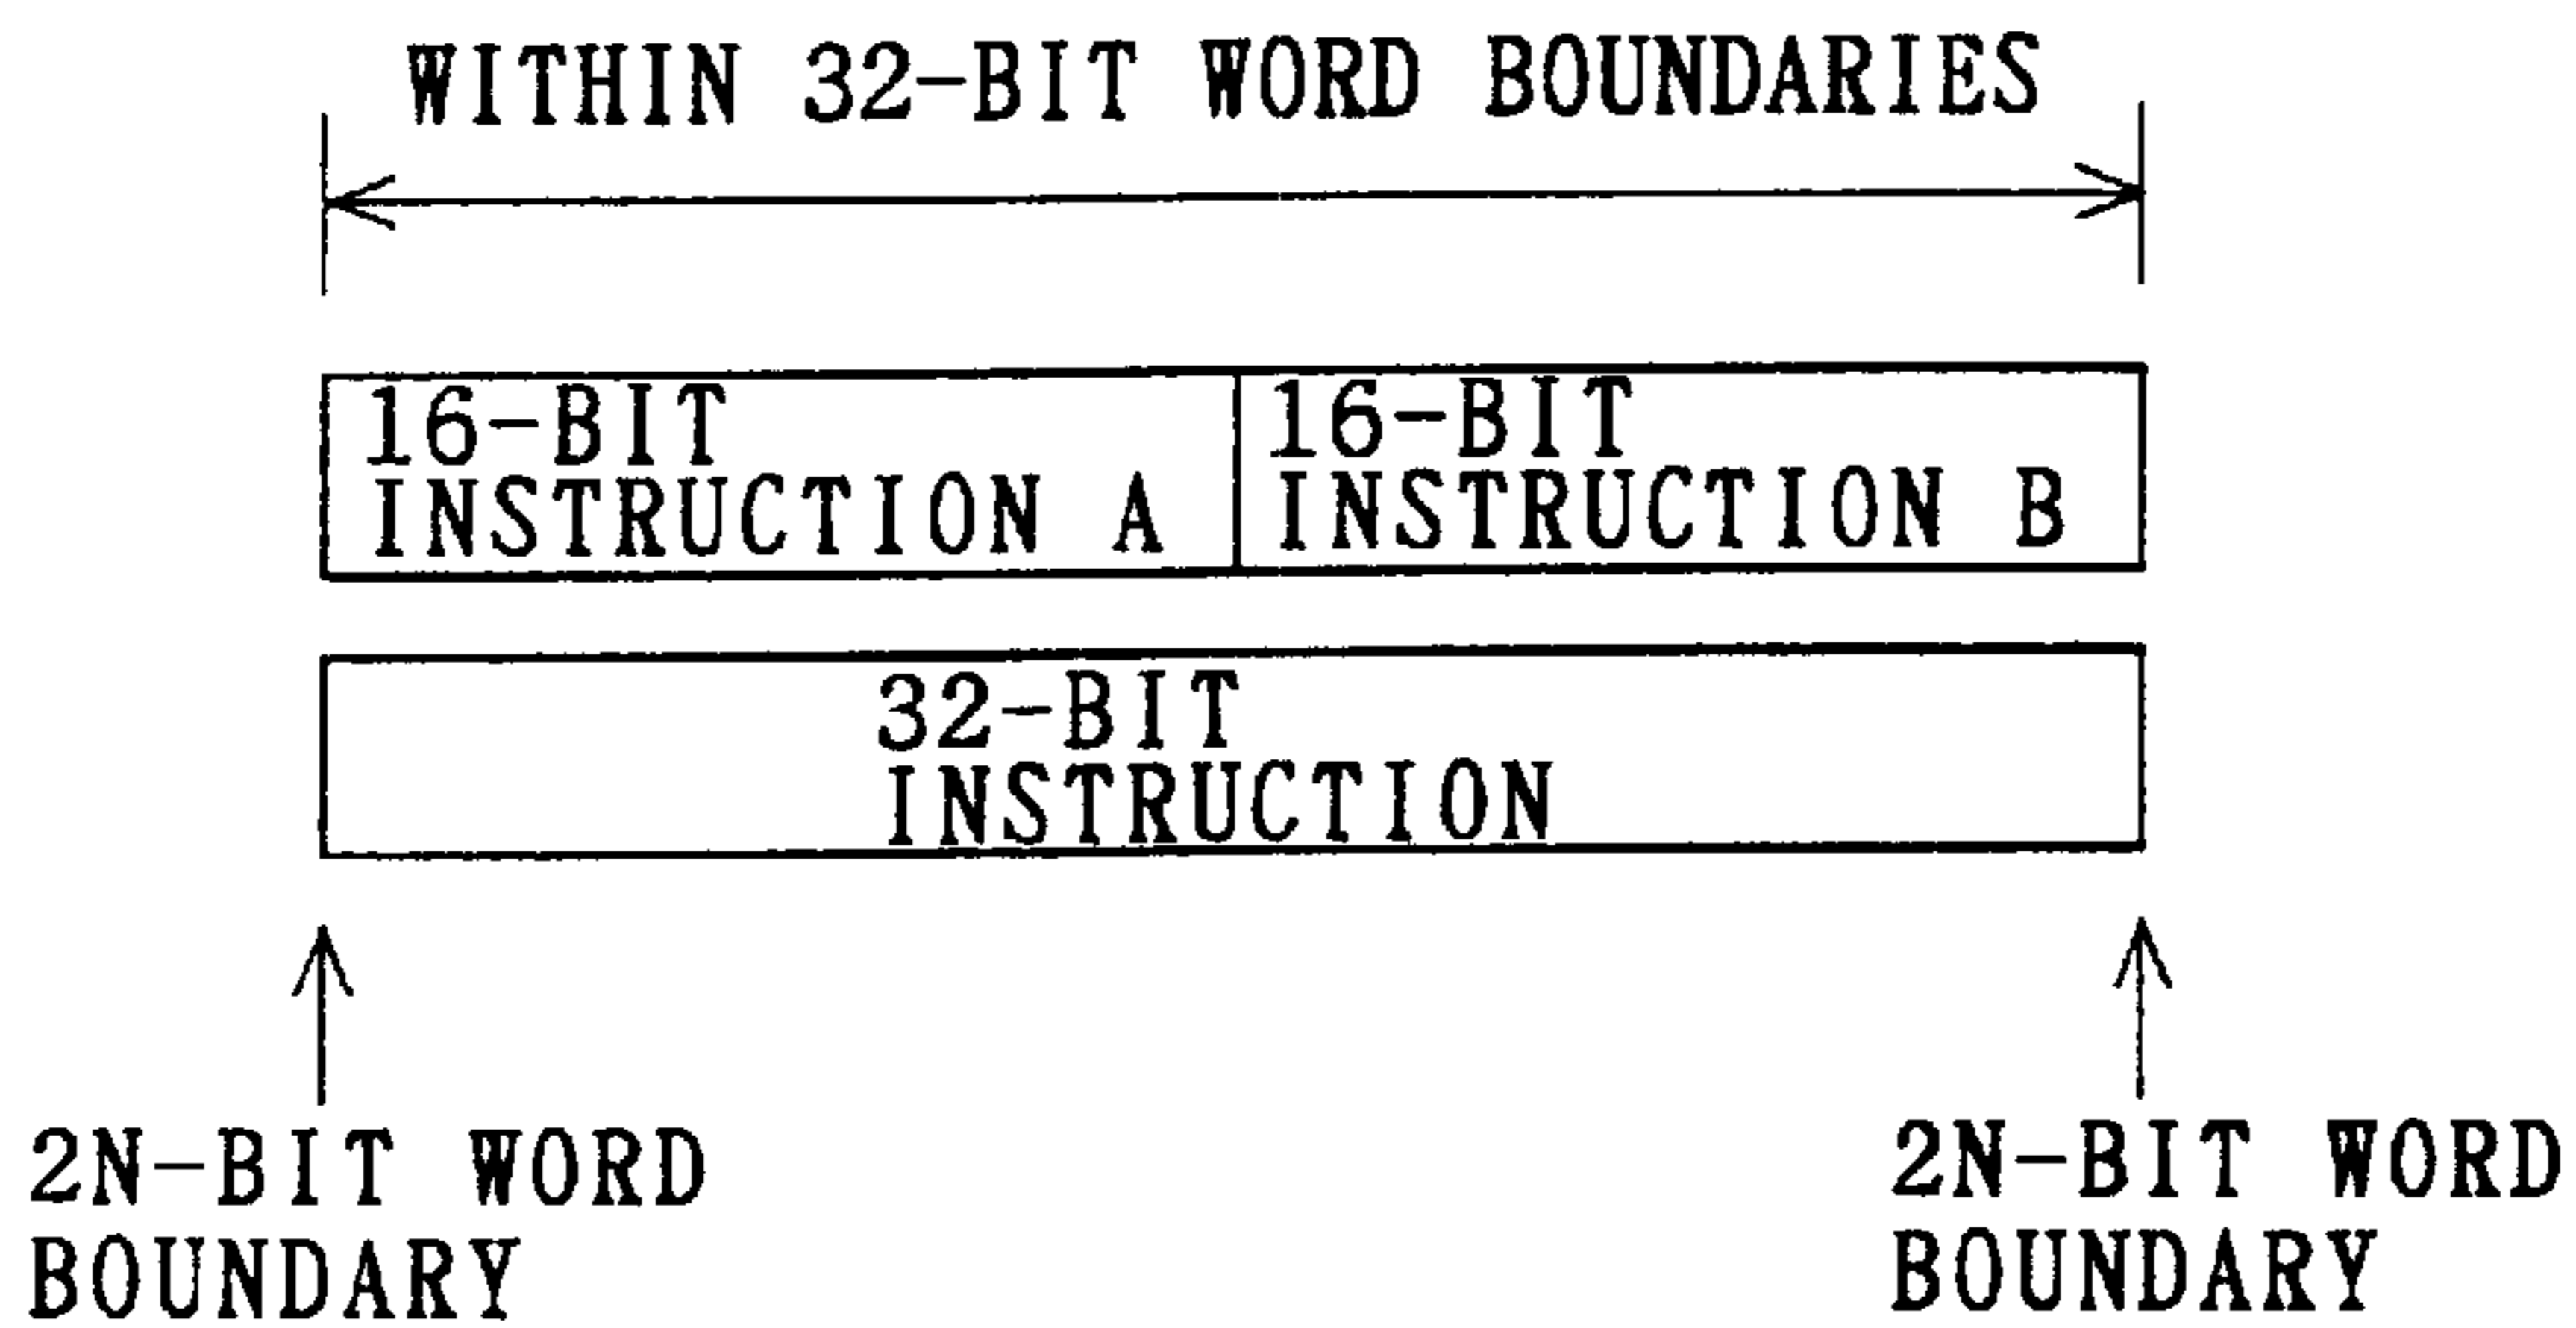 WITHIN 32-BIT WORD BOUNDARIES
16-BIT
INSTRUCTION A
16-BIT
INSTRUCTION B
32-BIT
INSTRUCTION
2N-BIT WORD
BOUNDARY
2N-BIT WORD
BOUNDARY